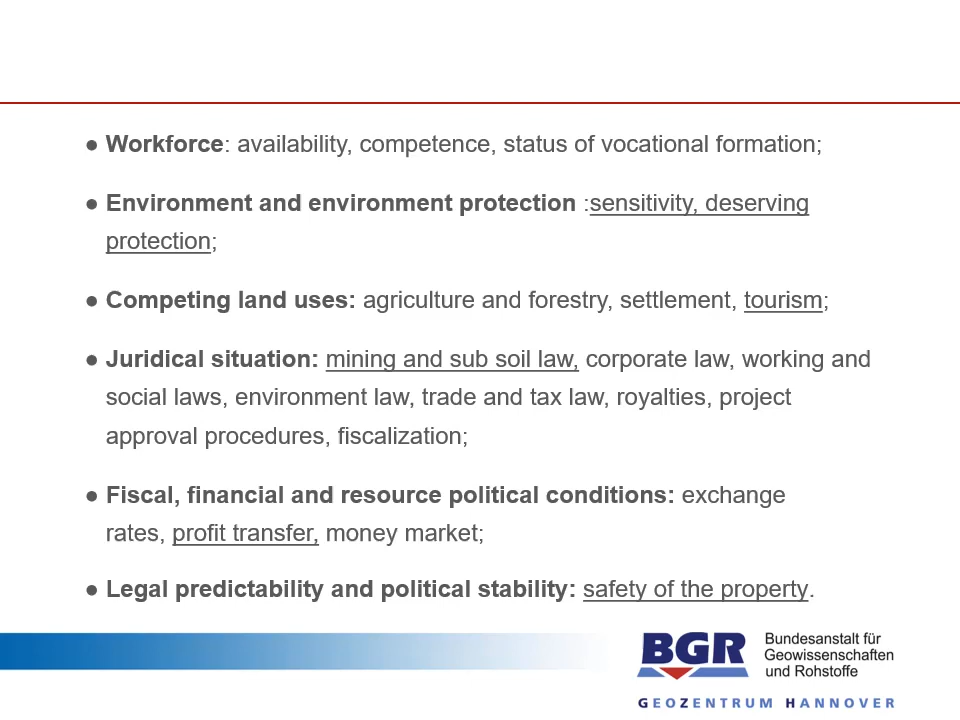 ● Workforce: availability, competence, status of vocational formation;
● Environment and environment protection :sensitivity, deserving
protection;
● Competing land uses: agriculture and forestry, settlement, tourism;
● Juridical situation: mining and sub soil law, corporate law, working and
social laws, environment law, trade and tax law, royalties, project
approval procedures, fiscalization;
● Fiscal, financial and resource political conditions: exchange
rates, profit transfer, money market;
● Legal predictability and political stability: safety of the property.
BGR
Bundesanstalt für
Geowissenschaften
und Rohstoffe
GEOZENTRUM HANNOVER